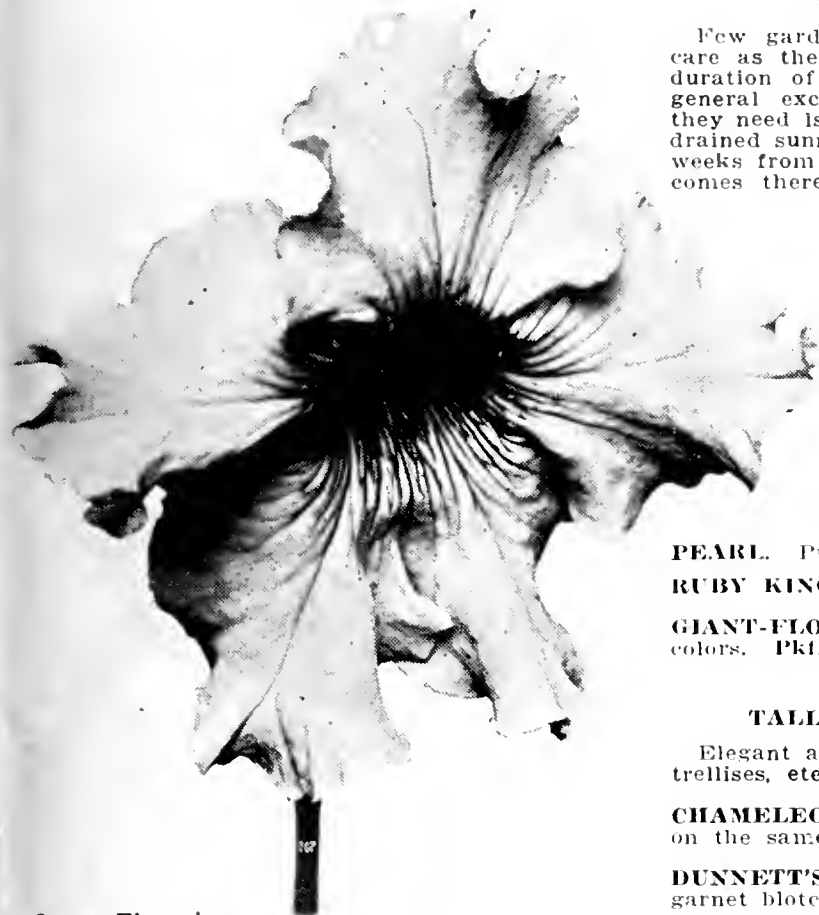 Few gard
care as the
duration of
general exc
they need is
drained sunn
weeks from
comes there
PEARL. P
RUBY KING
GIANT-FLO
colors. Pkt.
TALL
Elegant a
trellises, etc
CHAMELEO
on the same
DUNNETT'S
garnet blotc